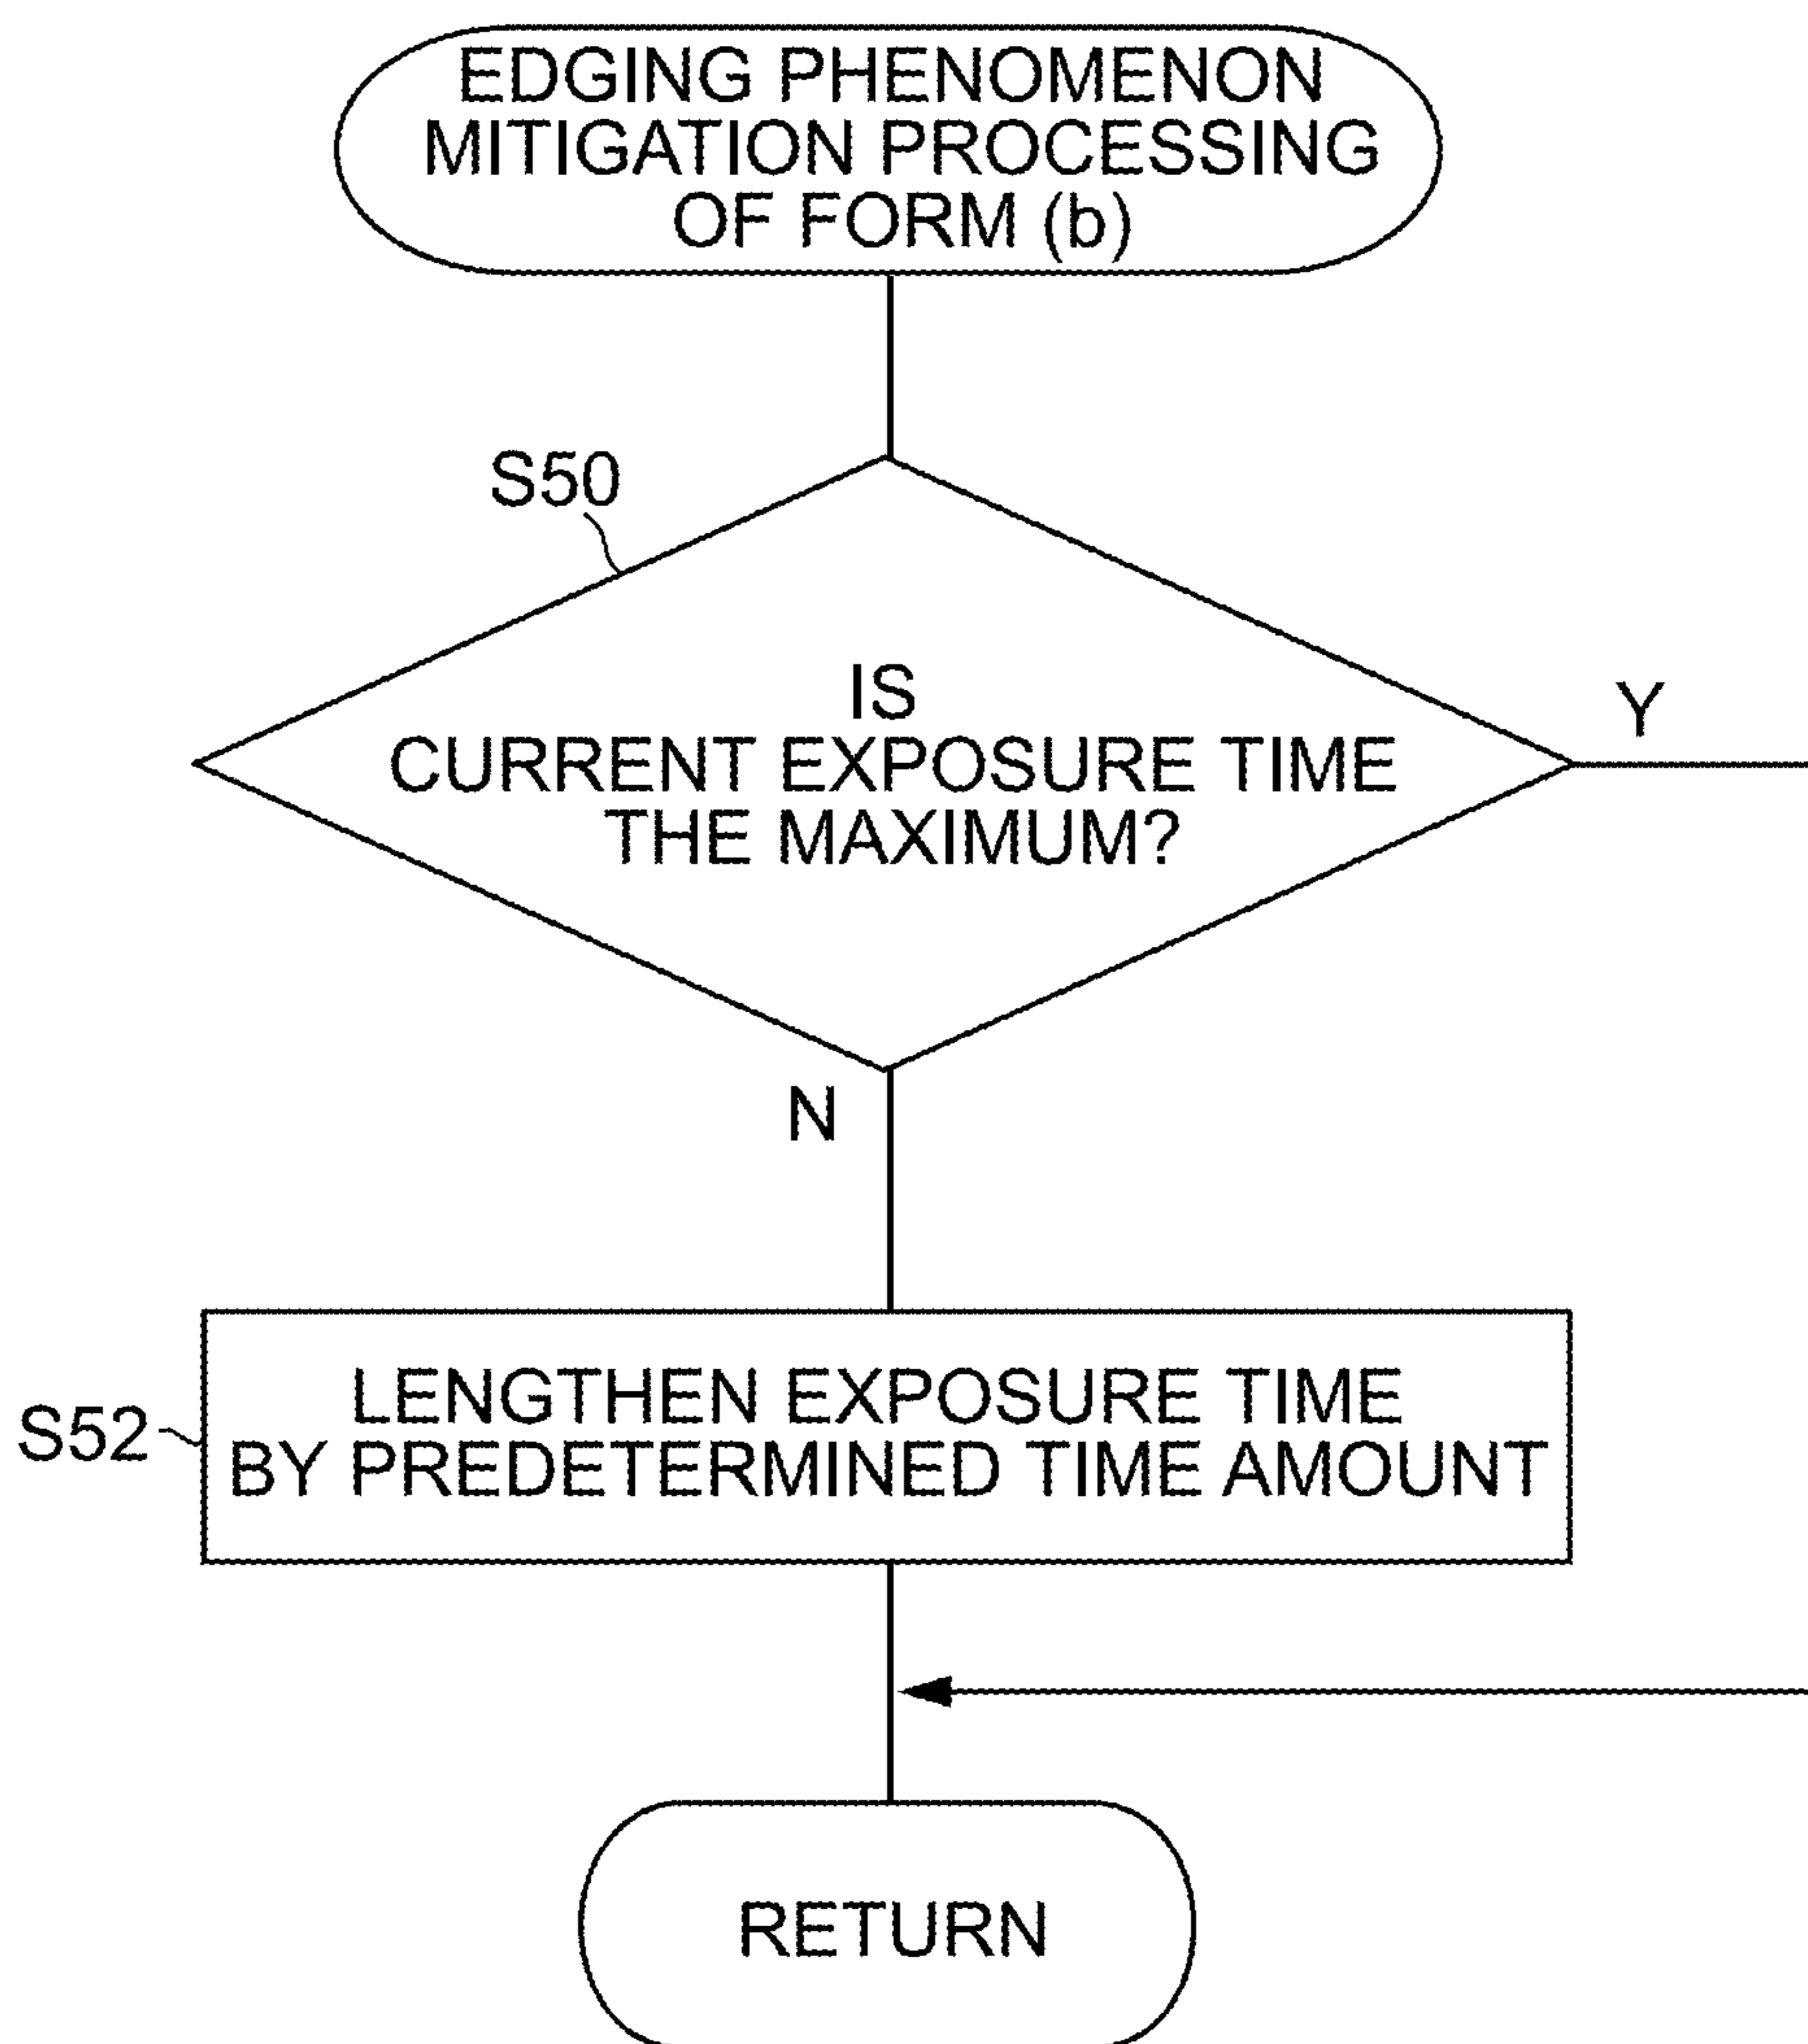 EDGING PHENOMENON
MITIGATION PROCESSING
OF FORM (b)
S50
IS
CURRENT EXPOSURE TIME
THE MAXIMUM?
Y
N
S52
LENGTHEN EXPOSURE TIME
BY PREDETERMINED TIME AMOUNT
RETURN